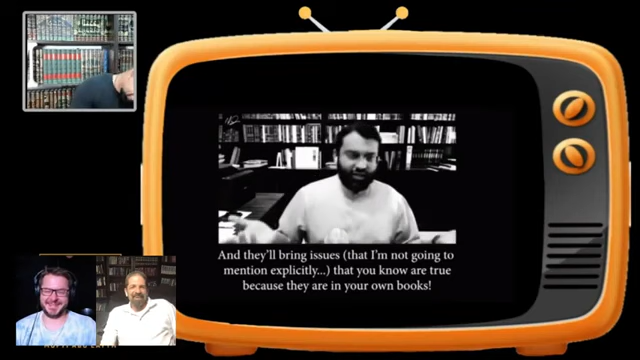 And they'll bring issues (that I'm not going to
mention explicitly...) that you know are true
because they are in your own books!